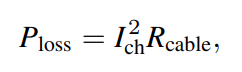 P_loss = I_ch^2 R_cable,